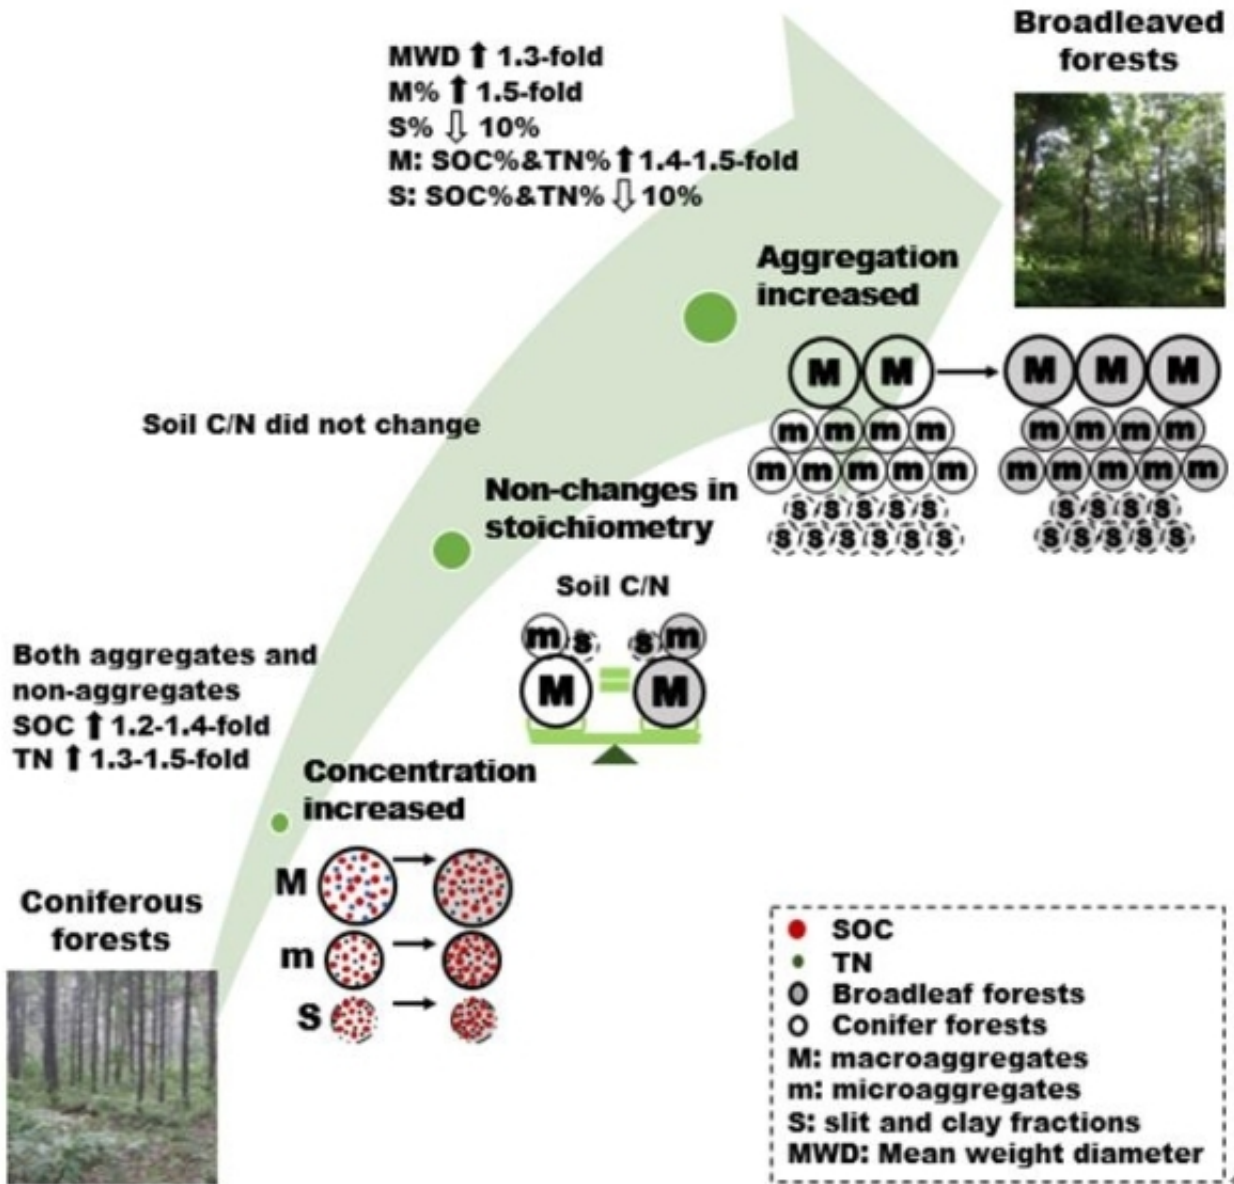 MWD ⬆ 1.3-fold
M% ⬆ 1.5-fold
S% ⇩ 10%
M: SOC%&TN% ⬆ 1.4-1.5-fold
S: SOC%&TN% ⇩ 10%
Broadleaved
forests
Aggregation
increased
M M → M M M
m m m m m m m m
m m m m m m m m m m
S S S S S S S S S
S S S S S S S S S S S
Soil C/N did not change
Non-changes in
stoichiometry
Soil C/N
m S = S m
M M
Both aggregates and
non-aggregates
SOC ⬆ 1.2-1.4-fold
TN ⬆ 1.3-1.5-fold
Concentration
increased
M
m
S
Coniferous
forests
SOC
TN
Broadleaf forests
Conifer forests
M: macroaggregates
m: microaggregates
S: slit and clay fractions
MWD: Mean weight diameter